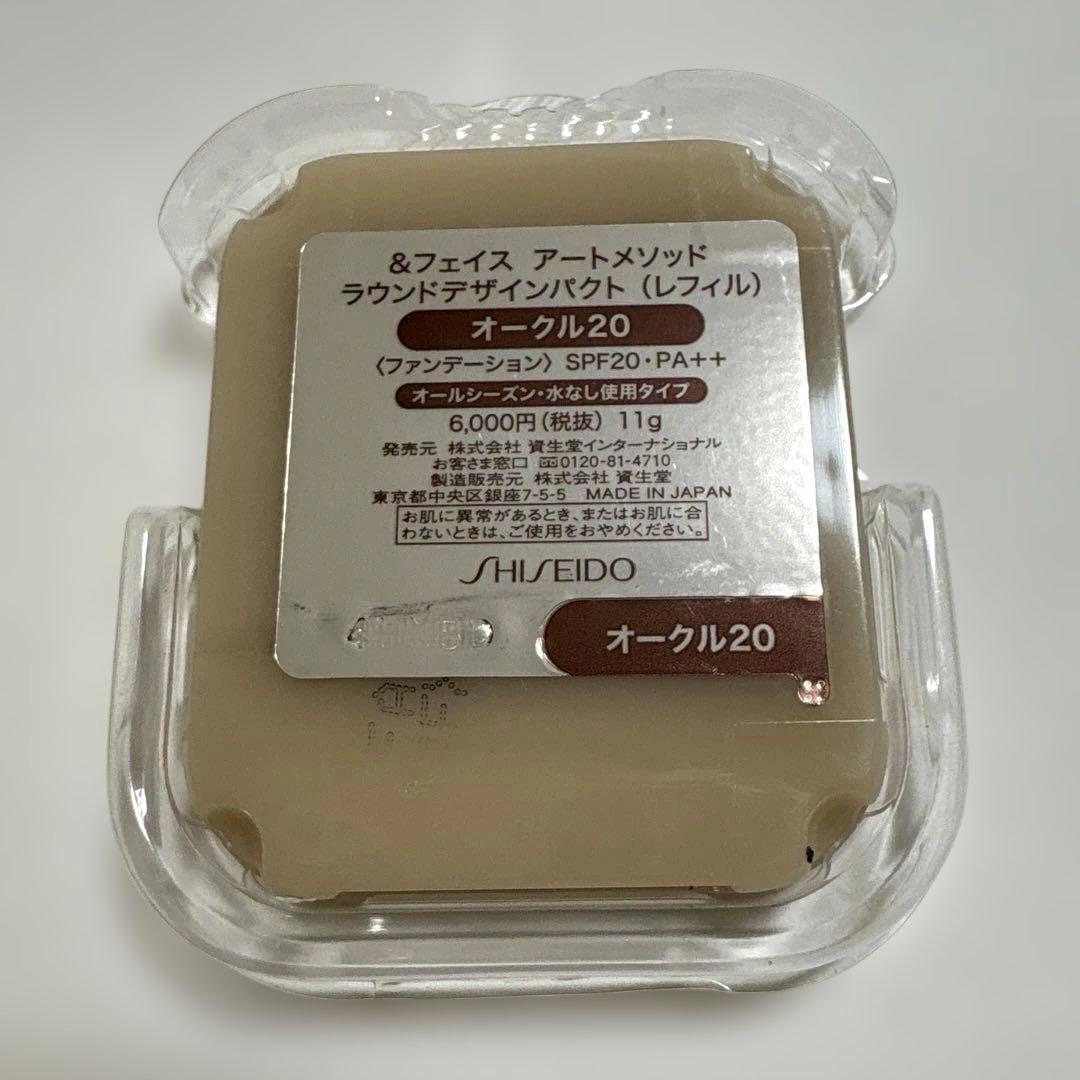 &フェイス アートメソッド
ラウンドデザインパクト（レフィル）
オークル20
〈ファンデーション〉 SPF20・PA++
オールシーズン・水なし使用タイプ
6,000円（税抜） 11g
発売元 株式会社 資生堂インターナショナル
お客さま窓口 0120-81-4710
製造販売元 株式会社 資生堂
東京都中央区銀座7-5-5 MADE IN JAPAN
お肌に異常があるとき、またはお肌に合
わないときは、ご使用をおやめください。
SHISEIDO
オークル20